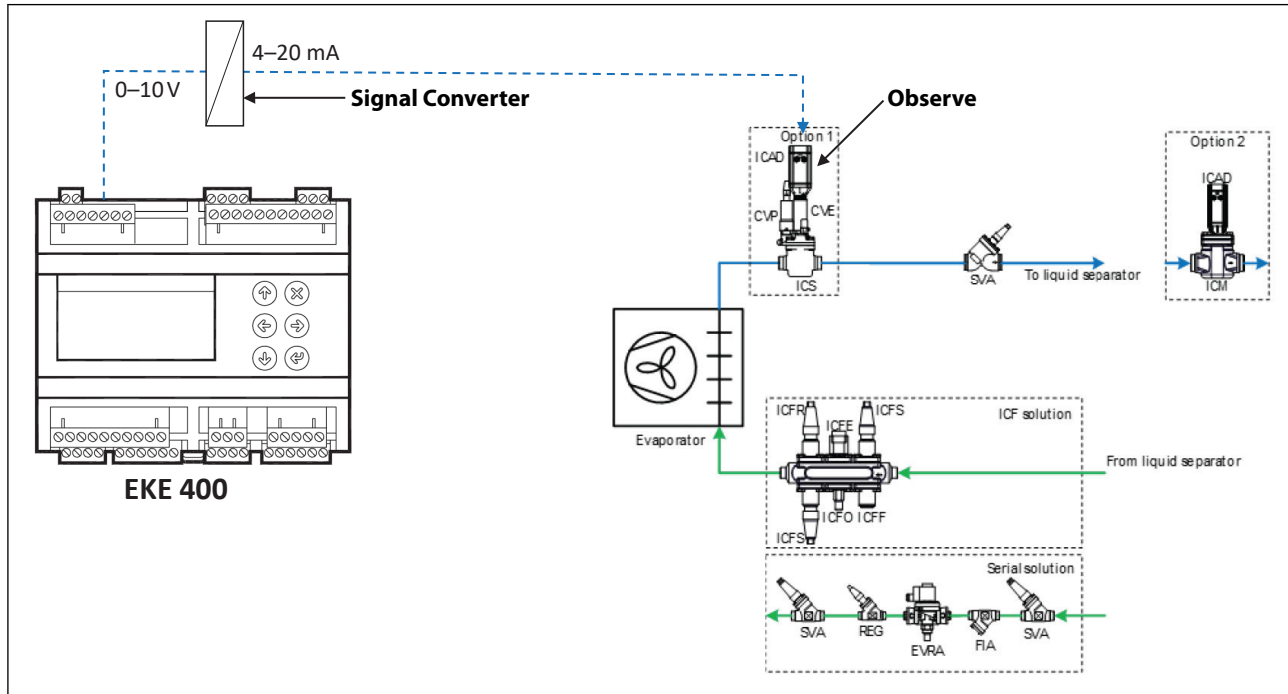 4–20 mA
0–10 V
Signal Converter
Observe
Option 1
ICAD
CVP
CVE
ICS
SVA
To liquid separator
Option 2
ICAD
ICM
EKE 400
Evaporator
ICF solution
ICFR
ICFS
ICFE
From liquid separator
ICFO
ICFF
ICFS
Serial solution
SVA
REG
EVRA
FIA
SVA